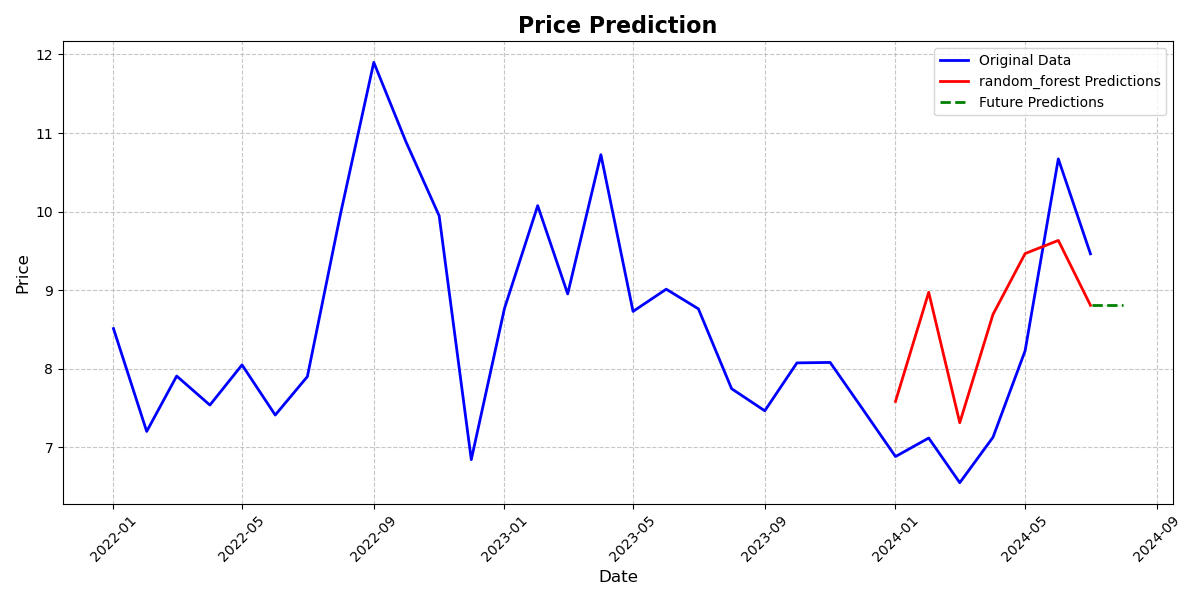 Price Prediction
Original Data
random_forest Predictions
Future Predictions
Price
12
11
10
9
8
7
2022-01
2022-05
2022-09
2023-01
2023-05
2023-09
2024-01
2024-05
2024-09
Date